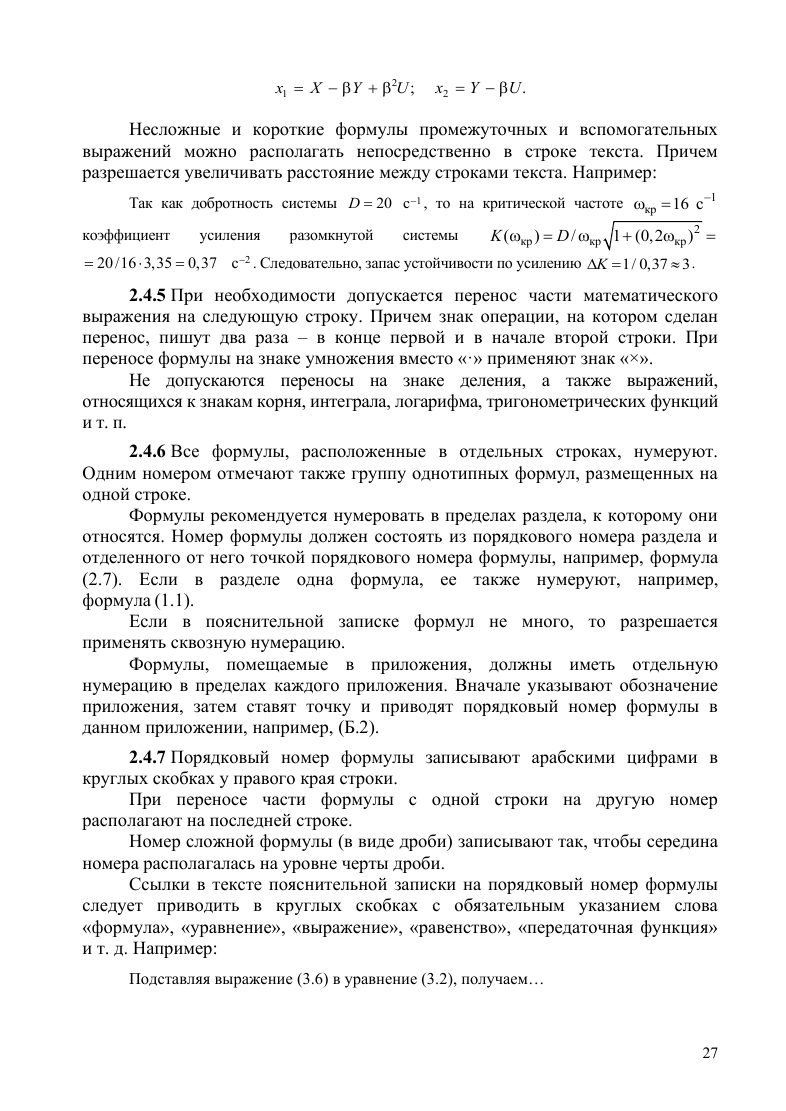 x₁ = X − βY + β²U;   x₂ = Y − βU.
Несложные и короткие формулы промежуточных и вспомогательных
выражений можно располагать непосредственно в строке текста. Причем
разрешается увеличивать расстояние между строками текста. Например:
Так как добротность системы D = 20 с⁻¹, то на критической частоте ω_кр = 16 с⁻¹
коэффициент усиления разомкнутой системы K(ω_кр) = D / ω_кр √(1 + (0,2ω_кр)²) =
= 20/16·3,35 = 0,37 с⁻². Следовательно, запас устойчивости по усилению ΔK = 1/0,37 ≈ 3.
2.4.5 При необходимости допускается перенос части математического
выражения на следующую строку. Причем знак операции, на котором сделан
перенос, пишут два раза – в конце первой и в начале второй строки. При
переносе формулы на знаке умножения вместо «·» применяют знак «×».
Не допускаются переносы на знаке деления, а также выражений,
относящихся к знакам корня, интеграла, логарифма, тригонометрических функций
и т. п.
2.4.6 Все формулы, расположенные в отдельных строках, нумеруют.
Одним номером отмечают также группу однотипных формул, размещенных на
одной строке.
Формулы рекомендуется нумеровать в пределах раздела, к которому они
относятся. Номер формулы должен состоять из порядкового номера раздела и
отделенного от него точкой порядкового номера формулы, например, формула
(2.7). Если в разделе одна формула, ее также нумеруют, например,
формула (1.1).
Если в пояснительной записке формул не много, то разрешается
применять сквозную нумерацию.
Формулы, помещаемые в приложения, должны иметь отдельную
нумерацию в пределах каждого приложения. Вначале указывают обозначение
приложения, затем ставят точку и приводят порядковый номер формулы в
данном приложении, например, (Б.2).
2.4.7 Порядковый номер формулы записывают арабскими цифрами в
круглых скобках у правого края строки.
При переносе части формулы с одной строки на другую номер
располагают на последней строке.
Номер сложной формулы (в виде дроби) записывают так, чтобы середина
номера располагалась на уровне черты дроби.
Ссылки в тексте пояснительной записки на порядковый номер формулы
следует приводить в круглых скобках с обязательным указанием слова
«формула», «уравнение», «выражение», «равенство», «передаточная функция»
и т. д. Например:
Подставляя выражение (3.6) в уравнение (3.2), получаем…
27